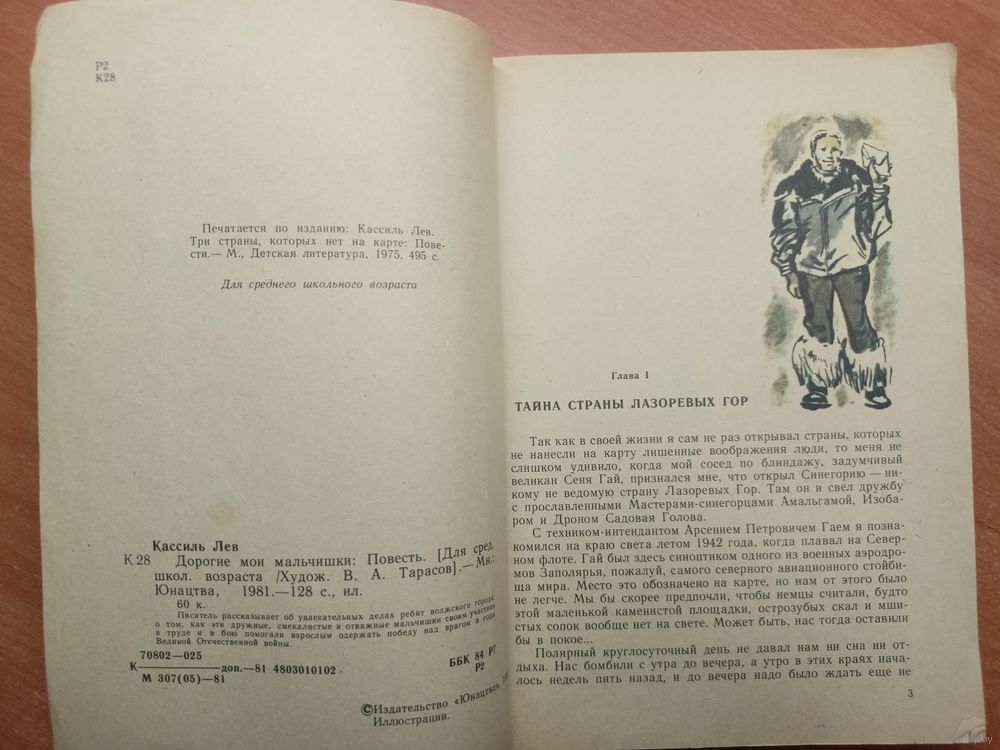 Р2
К28
Печатается по изданию: Кассиль Лев.
Три страны, которых нет на карте: Пове-
сти.— М., Детская литература, 1975, 495 с.
Для среднего школьного возраста
Кассиль Лев
К 28 Дорогие мои мальчишки: Повесть. [Для сред.
школ. возраста /Худож. В. А. Тарасов].— Мн.:
Юнацтва, 1981.—128 с., ил.
60 к.
Писатель рассказывает об увлекательных делах ребят волжского города,
о том, как эти дружные, смекалистые и отважные мальчишки своим участием
в труде и в бою помогали взрослым одержать победу над врагом в годы
Великой Отечественной войны.
70802—025
К———доп.—81 4803010102
М 307(05)—81
ББК 84 Р7
Р2
©Издательство «Юнацтва»,
Иллюстрации.
Глава 1
ТАЙНА СТРАНЫ ЛАЗОРЕВЫХ ГОР
Так как в своей жизни я сам не раз открывал страны, которых
не нанесли на карту лишенные воображения люди, то меня не
слишком удивило, когда мой сосед по блиндажу, задумчивый
великан Сеня Гай, признался мне, что открыл Синегорию — ни-
кому не ведомую страну Лазоревых Гор. Там он и свел дружбу
с прославленными Мастерами-синегорцами Амальгамой, Изоба-
ром и Дроном Садовая Голова.
С техником-интендантом Арсением Петровичем Гаем я позна-
комился на краю света летом 1942 года, когда плавал на Север-
ном флоте. Гай был здесь синоптиком одного из военных аэродро-
мов Заполярья, пожалуй, самого северного авиационного стойби-
ща мира. Место это обозначено на карте, но нам от этого было
не легче. Мы бы скорее предпочли, чтобы немцы считали, будто
этой маленькой каменистой площадки, острозубых скал и мши-
стых сопок вообще нет на свете. Может быть, нас тогда оставили
бы в покое...
Полярный круглосуточный день не давал нам ни сна ни от-
дыха. Нас бомбили с утра до вечера, а утро в этих краях нача-
лось недель пять назад, и до вечера надо было ждать еще не
3